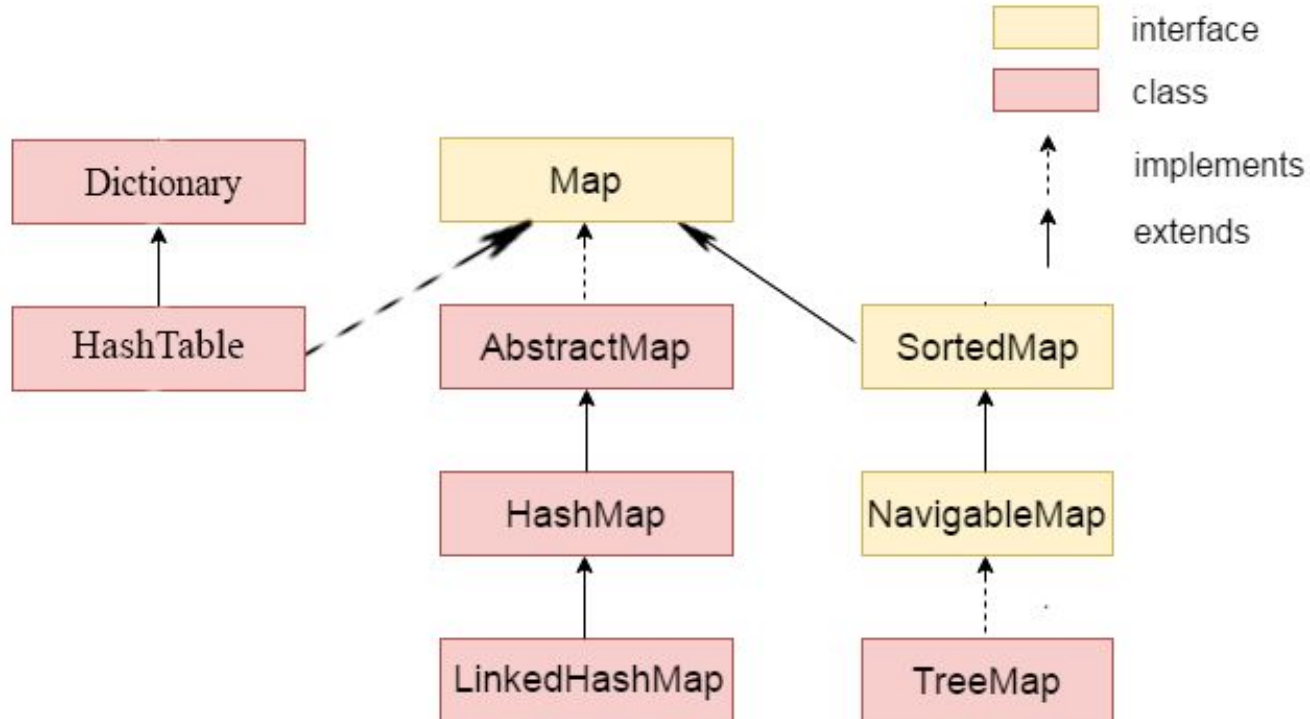 interface
class
implements
extends
Dictionary
Map
HashTable
AbstractMap
SortedMap
HashMap
NavigableMap
LinkedHashMap
TreeMap